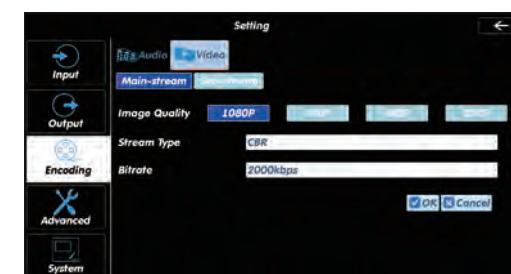 Setting
Input
Output
Encoding
Advanced
System
Audio Video
Main-stream
Image Quality 1080P
Stream Type CBR
Bitrate 2000kbps
OK Cancel